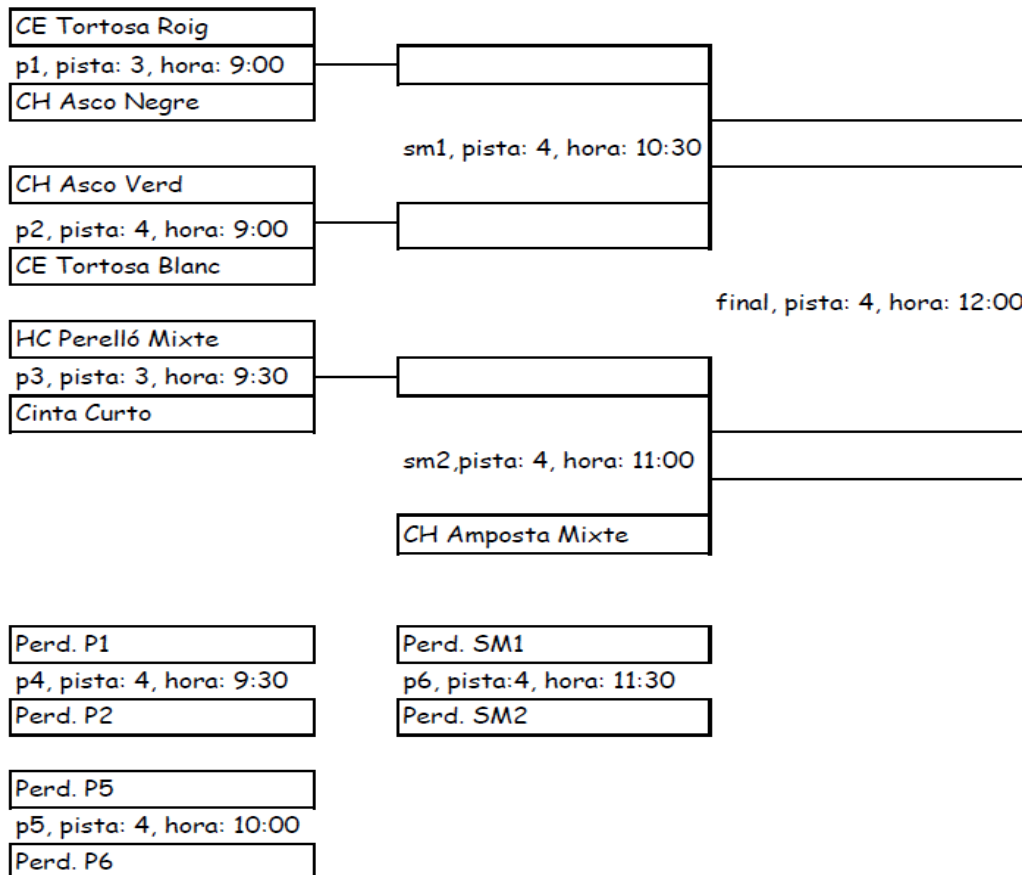 CE Tortosa Roig
p1, pista: 3, hora: 9:00
CH Asco Negre
sm1, pista: 4, hora: 10:30
CH Asco Verd
p2, pista: 4, hora: 9:00
CE Tortosa Blanc
final, pista: 4, hora: 12:00
HC Perelló Mixte
p3, pista: 3, hora: 9:30
Cinta Curto
sm2,pista: 4, hora: 11:00
CH Amposta Mixte
Perd. P1
p4, pista: 4, hora: 9:30
Perd. P2
Perd. SM1
p6, pista:4, hora: 11:30
Perd. SM2
Perd. P5
p5, pista: 4, hora: 10:00
Perd. P6